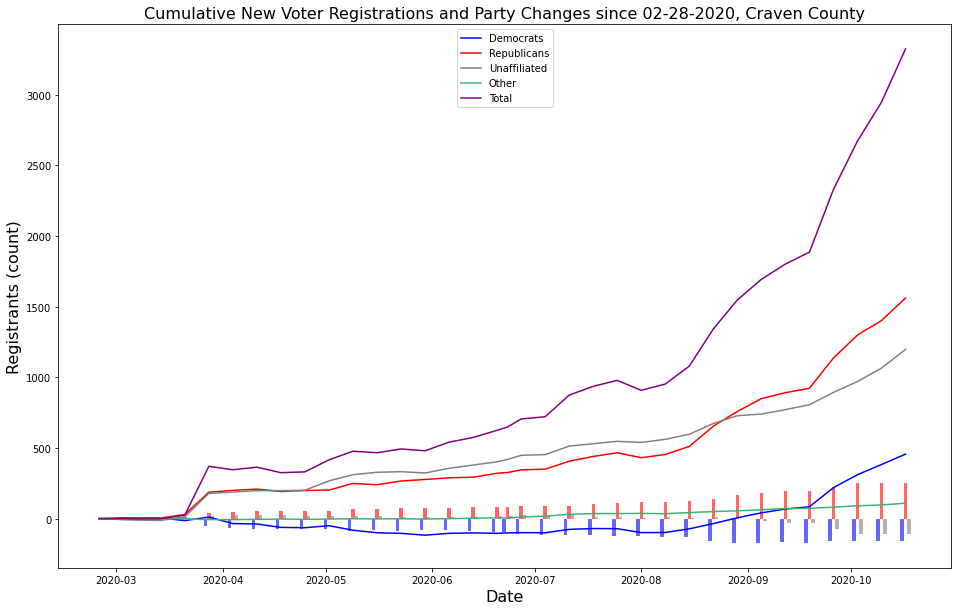 Cumulative New Voter Registrations and Party Changes since 02-28-2020, Craven County
Democrats
Republicans
Unaffiliated
Other
Total
3000
2500
2000
1500
1000
500
0
Registrants (count)
2020-03 2020-04 2020-05 2020-06 2020-07 2020-08 2020-09 2020-10
Date